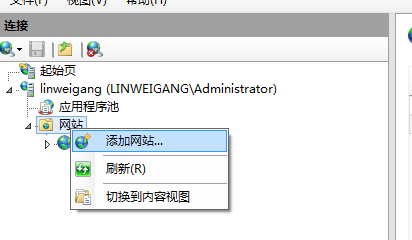 文件(F) 视图(V) 帮助(H)
连接
起始页
linweigang (LINWEIGANG\Administrator)
应用程序池
网站
添加网站...
刷新(R)
切换到内容视图